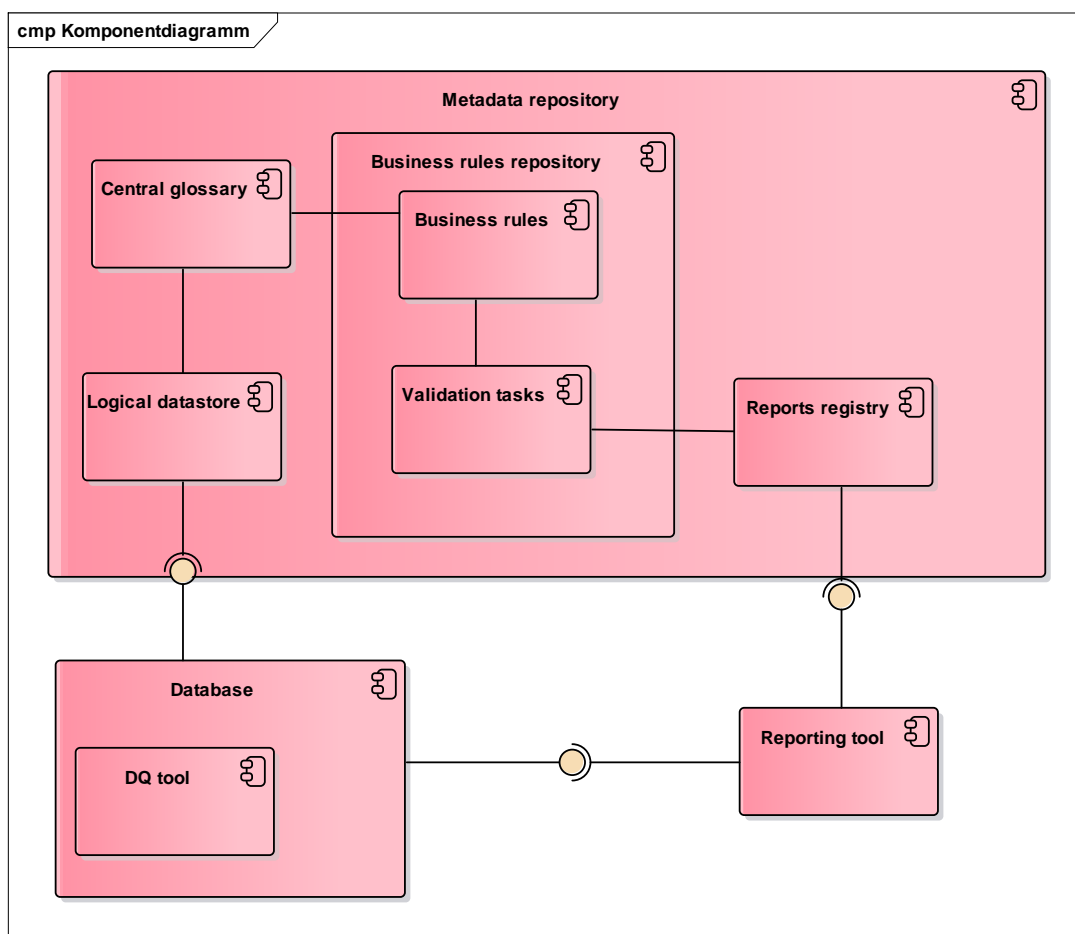 cmp Komponentdiagramm
Metadata repository
Business rules repository
Central glossary
Business rules
Logical datastore
Validation tasks
Reports registry
Database
DQ tool
Reporting tool